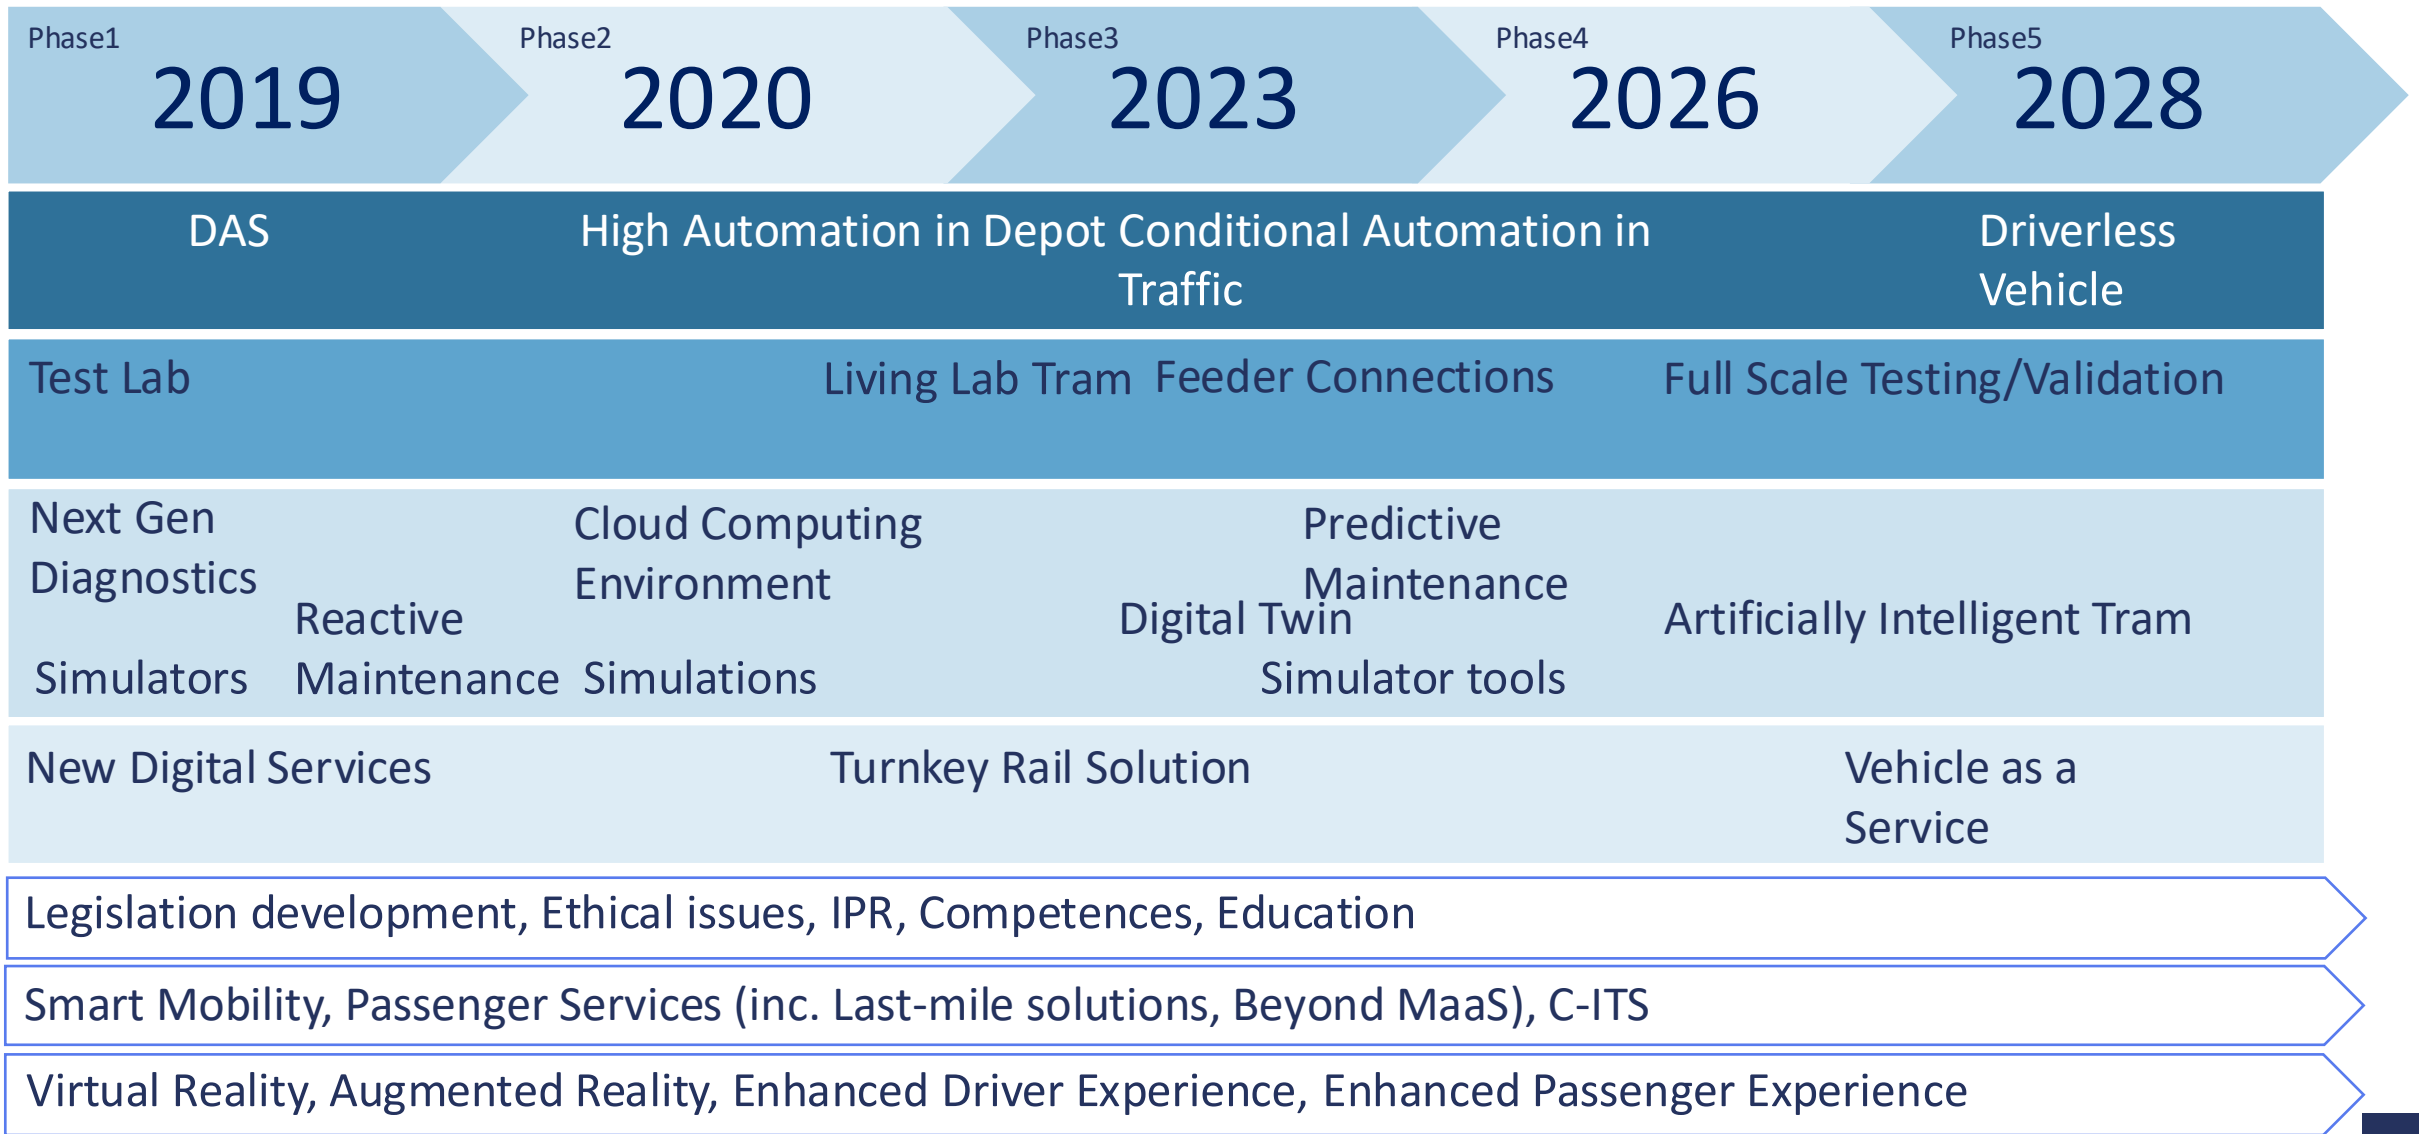 Phase1
2019
Phase2
2020
Phase3
2023
Phase4
2026
Phase5
2028
DAS
High Automation in Depot Conditional Automation in
Traffic
Driverless
Vehicle
Test Lab
Living Lab Tram
Feeder Connections
Full Scale Testing/Validation
Next Gen
Diagnostics
Simulators
Reactive
Maintenance
Cloud Computing
Environment
Simulations
Predictive
Maintenance
Digital Twin
Simulator tools
Artificially Intelligent Tram
New Digital Services
Turnkey Rail Solution
Vehicle as a
Service
Legislation development, Ethical issues, IPR, Competences, Education
Smart Mobility, Passenger Services (inc. Last-mile solutions, Beyond MaaS), C-ITS
Virtual Reality, Augmented Reality, Enhanced Driver Experience, Enhanced Passenger Experience